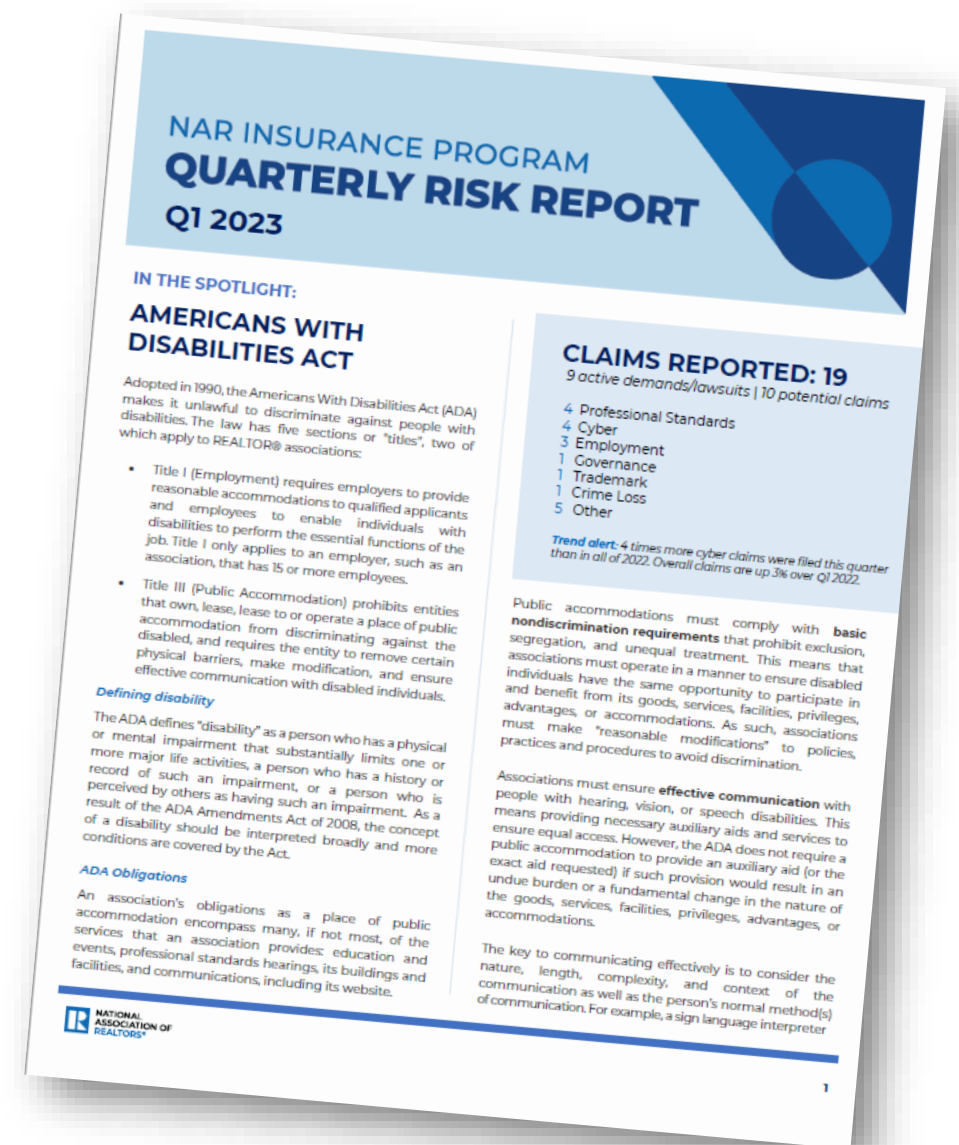 NAR INSURANCE PROGRAM
QUARTERLY RISK REPORT
Q1 2023
IN THE SPOTLIGHT:
AMERICANS WITH
DISABILITIES ACT
Adopted in 1990, the Americans With Disabilities Act (ADA)
makes it unlawful to discriminate against people with
disabilities. The law has five sections or "titles", two of
which apply to REALTOR® associations:
• Title I (Employment) requires employers to provide
reasonable accommodations to qualified applicants
and employees to enable individuals with
disabilities to perform the essential functions of the
job. Title I only applies to an employer, such as an
association, that has 15 or more employees.
• Title III (Public Accommodation) prohibits entities
that own, lease, lease to or operate a place of public
accommodation from discriminating against the
disabled, and requires the entity to remove certain
physical barriers, make modification, and ensure
effective communication with disabled individuals.
Defining disability
The ADA defines "disability" as a person who has a physical
or mental impairment that substantially limits one or
more major life activities, a person who has a history or
record of such an impairment, or a person who is
perceived by others as having such an impairment. As a
result of the ADA Amendments Act of 2008, the concept
of a disability should be interpreted broadly and more
conditions are covered by the Act.
ADA Obligations
An association's obligations as a place of public
accommodation encompass many, if not most, of the
services that an association provides: education and
events, professional standards hearings, its buildings and
facilities, and communications, including its website.
CLAIMS REPORTED: 19
9 active demands/lawsuits | 10 potential claims
4 Professional Standards
4 Cyber
3 Employment
1 Governance
1 Trademark
1 Crime Loss
5 Other
Trend alert: 4 times more cyber claims were filed this quarter
than in all of 2022. Overall claims are up 3% over Q1 2022.
Public accommodations must comply with basic
nondiscrimination requirements that prohibit exclusion,
segregation, and unequal treatment. This means that
associations must operate in a manner to ensure disabled
individuals have the same opportunity to participate in
and benefit from its goods, services, facilities, privileges,
advantages, or accommodations. As such, associations
must make "reasonable modifications" to policies,
practices and procedures to avoid discrimination.
Associations must ensure effective communication with
people with hearing, vision, or speech disabilities. This
means providing necessary auxiliary aids and services to
ensure equal access. However, the ADA does not require a
public accommodation to provide an auxiliary aid (or the
exact aid requested) if such provision would result in an
undue burden or a fundamental change in the nature of
the goods, services, facilities, privileges, advantages, or
accommodations.
The key to communicating effectively is to consider the
nature, length, complexity, and context of the
communication as well as the person's normal method(s)
of communication. For example, a sign language interpreter
NATIONAL
ASSOCIATION OF
REALTORS®
1